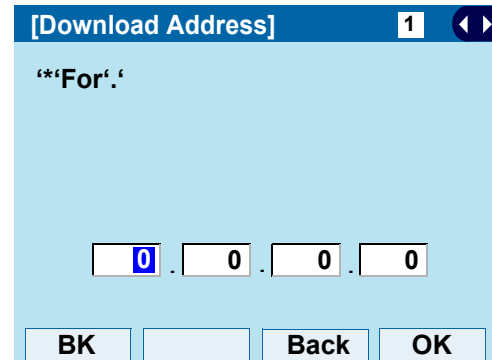 [Download Address] 1
‘*‘For‘.‘
0 . 0 . 0 . 0
BK Back OK